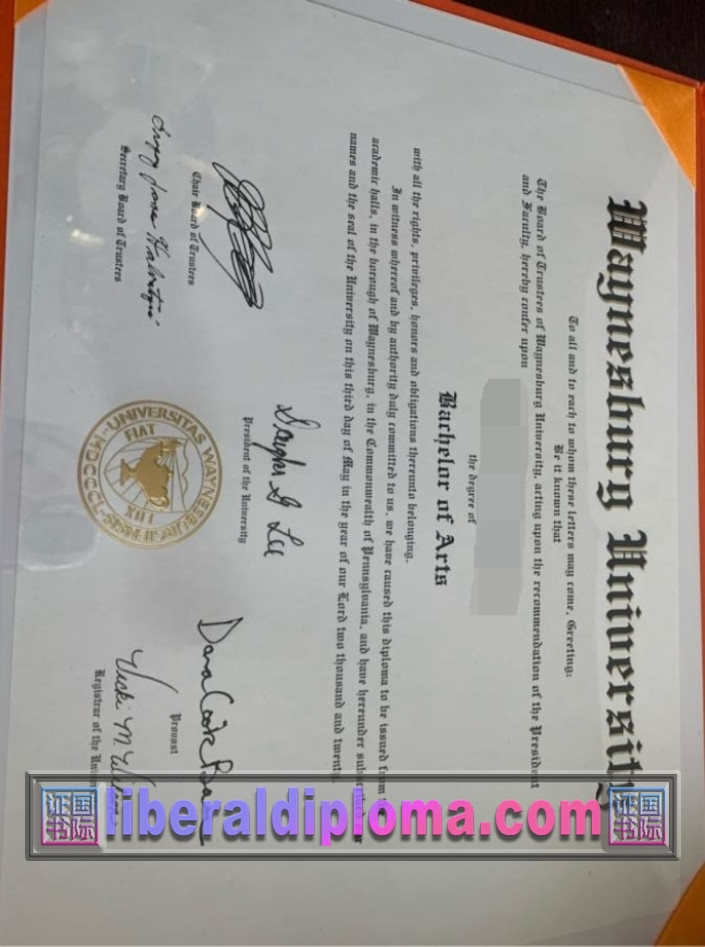 Waynesburg University
To all and to each to whom these letters may come, Greeting:
Be it known that
The Board of Trustees of Waynesburg University, acting upon the recommendation of the President
and Faculty, hereby confer upon
the degree of
Bachelor of Arts
with all the rights, privileges, honors and obligations thereunto belonging.
In witness whereof and by authority duly committed to us, we have caused this diploma to be issued from
academic halls, in the borough of Waynesburg, in the Commonwealth of Pennsylvania, and have hereunder
names and the seal of the University on this third day of May in the year of our Lord two thousand and twenty.
Chair Board of Trustees
Secretary Board of Trustees
Douglas G Lee
President of the University
UNIVERSITAS WAYNESBURG
FIAT
LUX
MDCCCL
Provost
Vicki M
Registrar of the
证国
书际
liberaldiploma.com
证国
书际